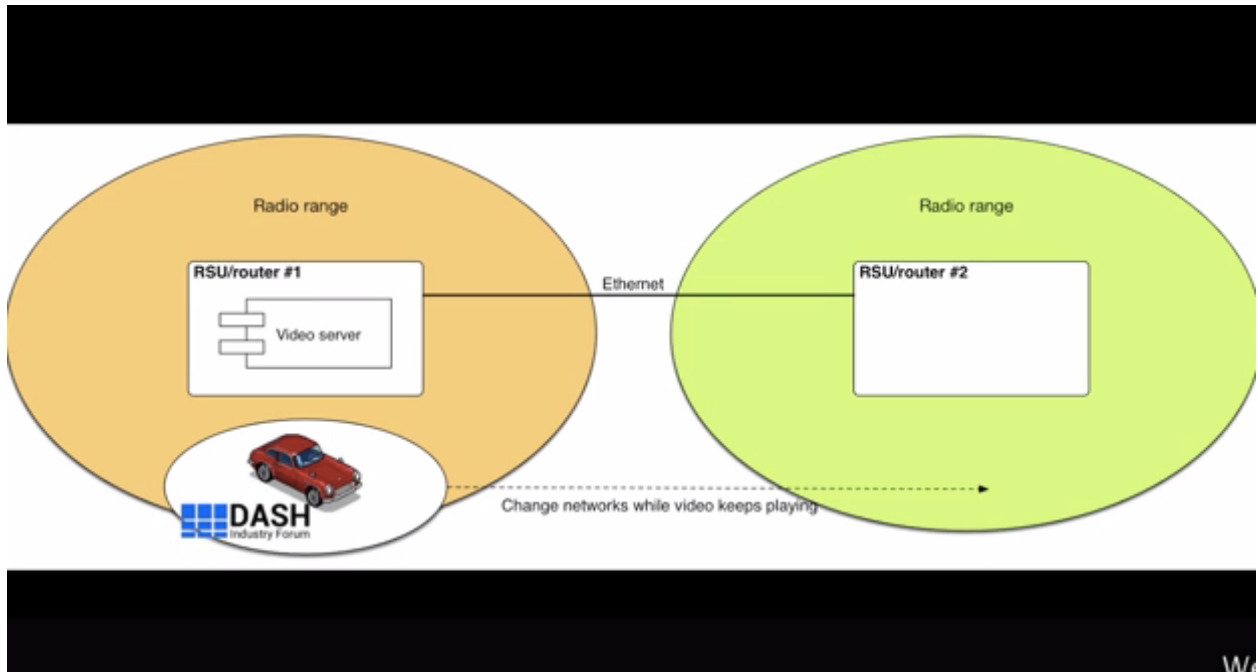 Radio range
Radio range
RSU/router #1
RSU/router #2
Ethernet
Video server
Change networks while video keeps playing
DASH
Industry Forum